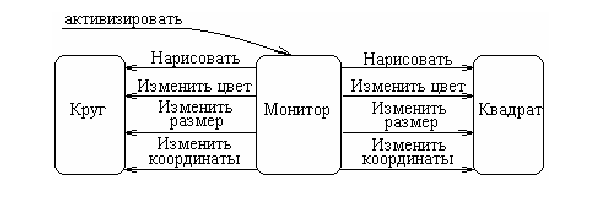 активизировать
Нарисовать
Нарисовать
Изменить цвет
Изменить цвет
Круг
Изменить
размер
Монитор
Изменить
размер
Квадрат
Изменить
координаты
Изменить
координаты